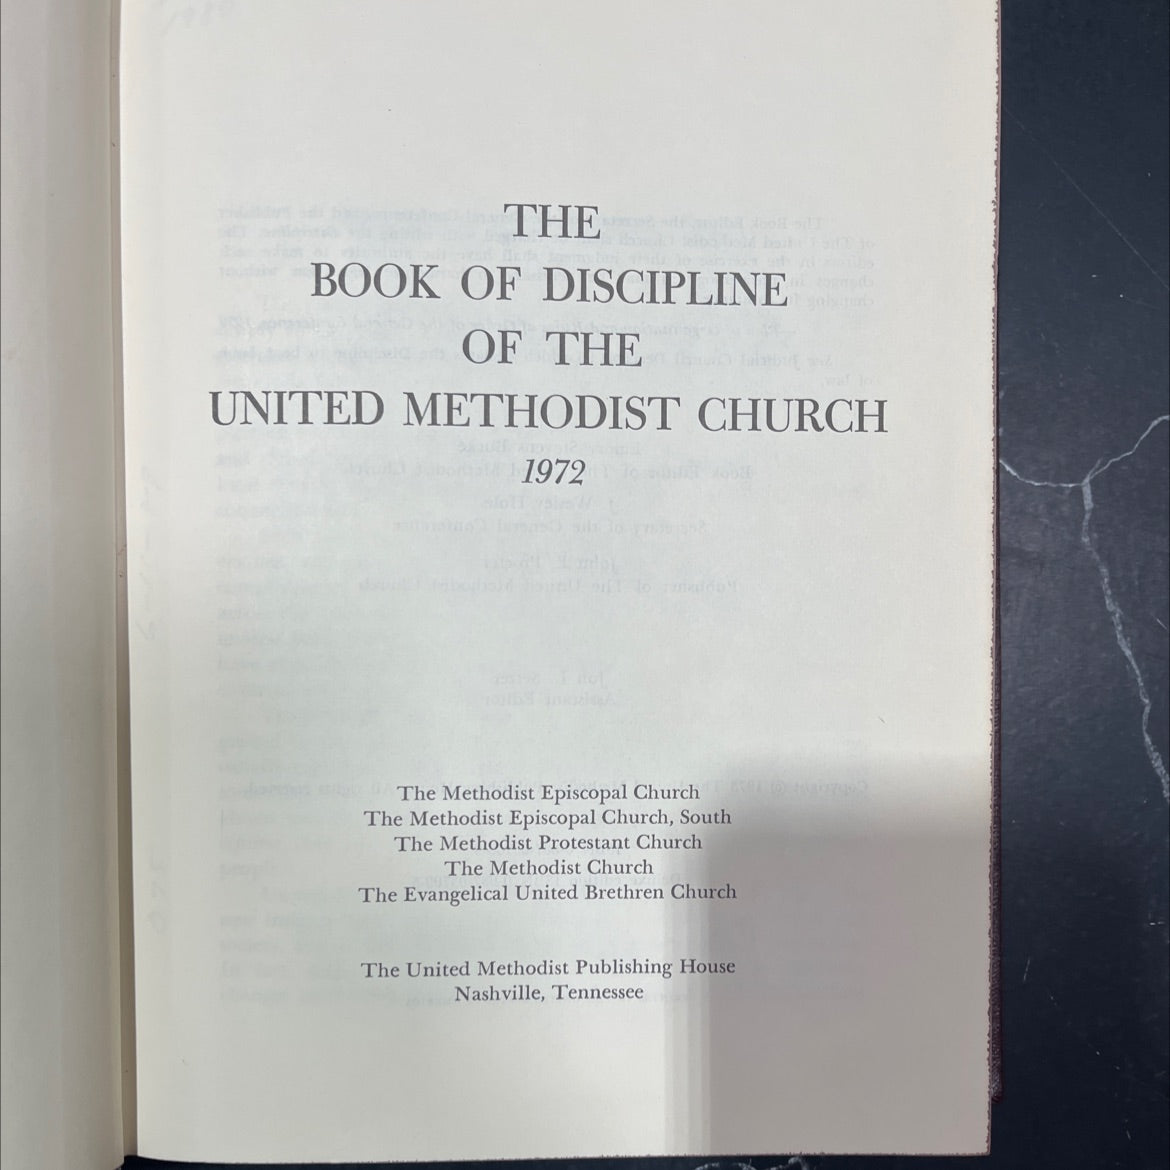 THE
BOOK OF DISCIPLINE
OF THE
UNITED METHODIST CHURCH
1972
The Methodist Episcopal Church
The Methodist Episcopal Church, South
The Methodist Protestant Church
The Methodist Church
The Evangelical United Brethren Church
The United Methodist Publishing House
Nashville, Tennessee